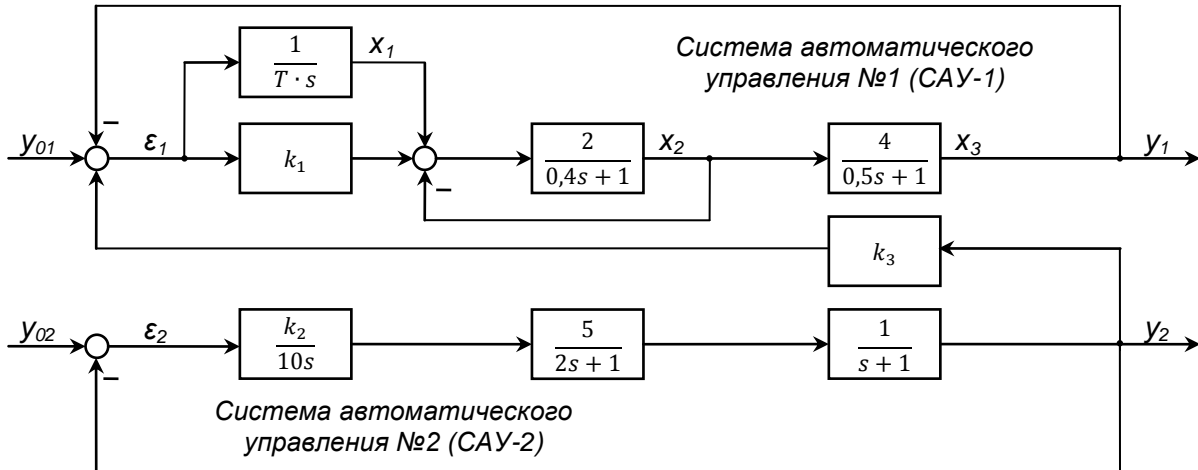 Система автоматического
управления №1 (САУ-1)
1
T · s
x1
–
y01
ε1
k1
2
0,4s + 1
x2
4
0,5s + 1
x3
y1
–
k3
y02
ε2
k2
10s
5
2s + 1
1
s + 1
y2
–
Система автоматического
управления №2 (САУ-2)